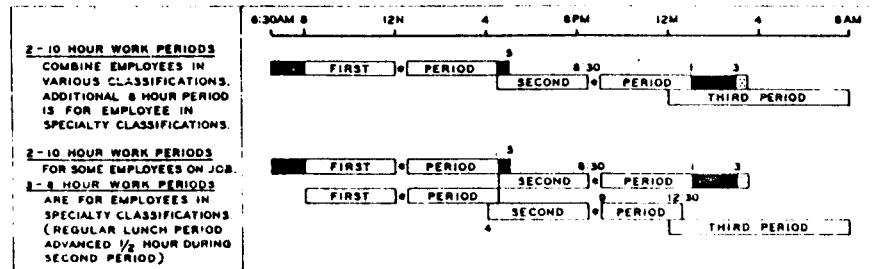 6:30AM 8 12N 4 8PM 12M 4 8AM
2-10 HOUR WORK PERIODS
COMBINE EMPLOYEES IN
VARIOUS CLASSIFICATIONS.
ADDITIONAL 8 HOUR PERIOD
IS FOR EMPLOYEE IN
SPECIALTY CLASSIFICATIONS.
5 8:30 1 3
FIRST PERIOD
SECOND PERIOD
THIRD PERIOD
2-10 HOUR WORK PERIODS
FOR SOME EMPLOYEES ON JOB.
3-8 HOUR WORK PERIODS
ARE FOR EMPLOYEES IN
SPECIALTY CLASSIFICATIONS.
(REGULAR LUNCH PERIOD
ADVANCED 1/2 HOUR DURING
SECOND PERIOD)
5 8:30 1 3
FIRST PERIOD
SECOND PERIOD
FIRST PERIOD
9 12:30
SECOND PERIOD
4
THIRD PERIOD